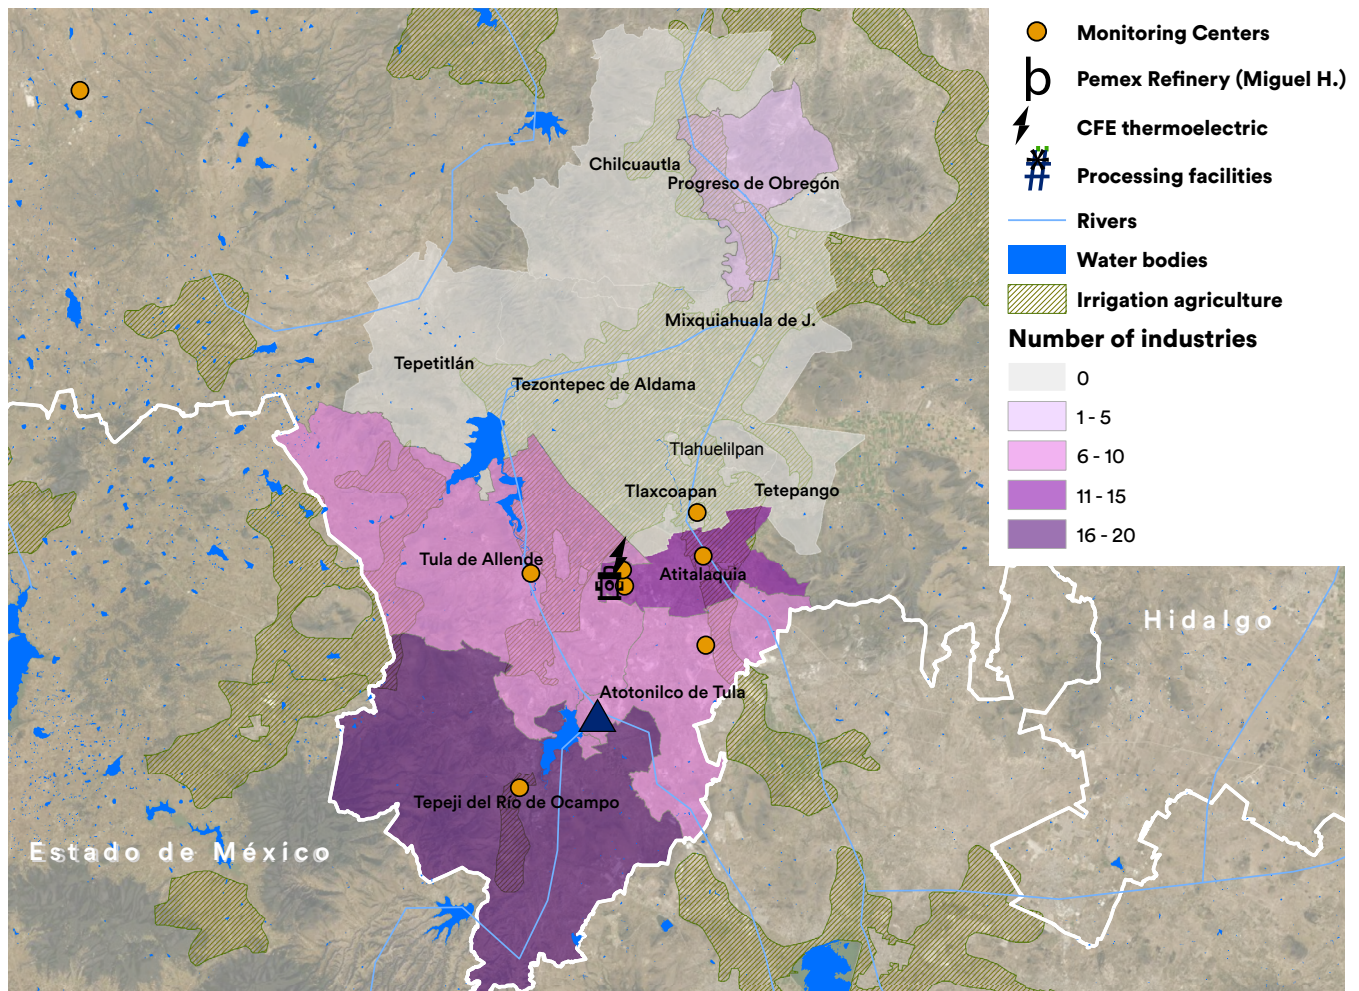 Monitoring Centers
þ Pemex Refinery (Miguel H.)
CFE thermoelectric
# Processing facilities
Rivers
Water bodies
Irrigation agriculture
Number of industries
0
1 - 5
6 - 10
11 - 15
16 - 20
Chilcuautla
Progreso de Obregón
Mixquiahuala de J.
Tepetitlán
Tezontepec de Aldama
Tlahuelilpan
Tlaxcoapan
Tetepango
Tula de Allende
Atitalaquia
Hidalgo
Atotonilco de Tula
Tepeji del Río de Ocampo
Estado de México